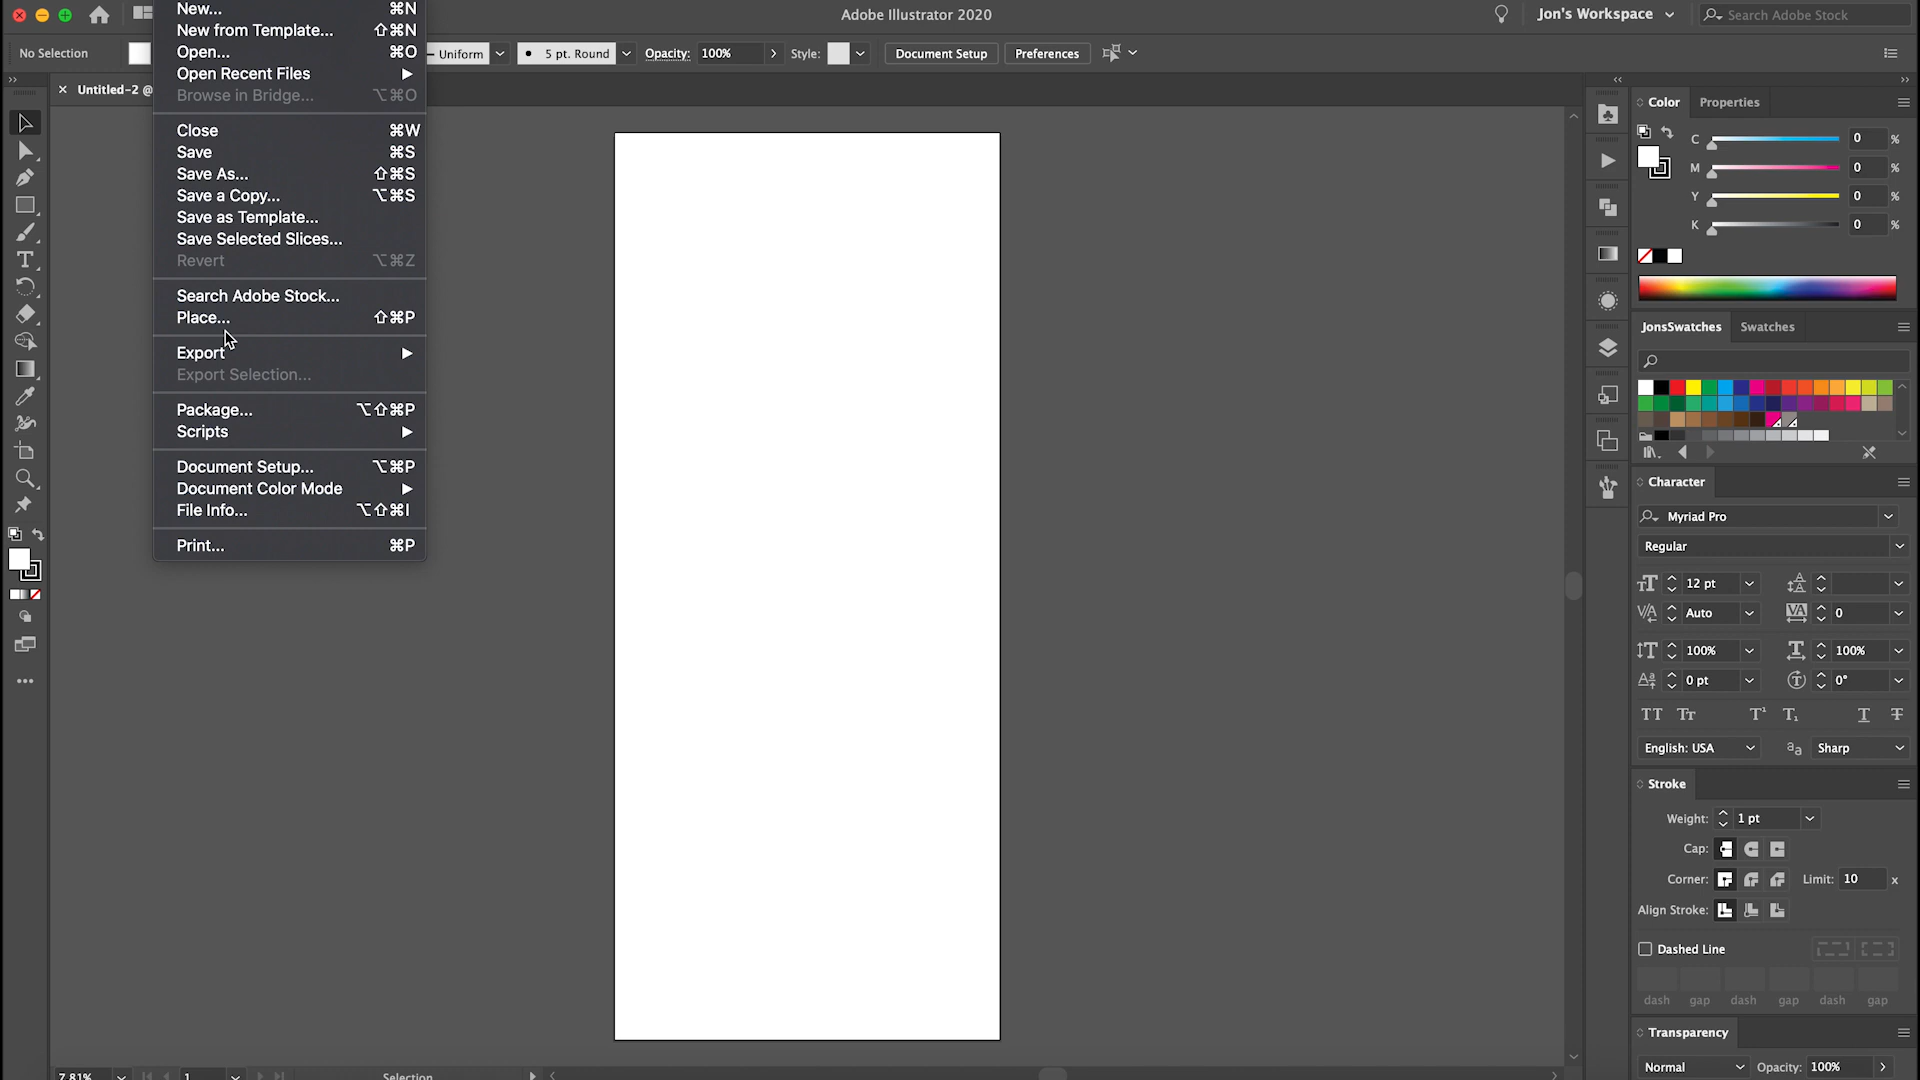 New... ⌘N
Adobe Illustrator 2020
Jon's Workspace
Search Adobe Stock
New from Template... ⇧⌘N
No Selection
Open... ⌘O
Uniform
5 pt. Round
Opacity: 100%
Style:
Document Setup
Preferences
Open Recent Files
Untitled-2 @
Browse in Bridge... ⌥⌘O
Close ⌘W
Save ⌘S
Save As... ⇧⌘S
Save a Copy... ⌥⌘S
Save as Template...
Save Selected Slices...
Revert ⌥⌘Z
Search Adobe Stock...
Place... ⇧⌘P
Export
Export Selection...
Package... ⌥⇧⌘P
Scripts
Document Setup... ⌥⌘P
Document Color Mode
File Info... ⌥⇧⌘I
Print... ⌘P
Color Properties
C 0 %
M 0 %
Y 0 %
K 0 %
JonsSwatches Swatches
Character
Myriad Pro
Regular
12 pt
Auto 0
100% 100%
0 pt 0°
English: USA
Sharp
Stroke
Weight: 1 pt
Cap:
Corner: Limit: 10 x
Align Stroke:
Dashed Line
dash gap dash gap dash gap
Transparency
Normal Opacity: 100%
7.81% 1 Selection